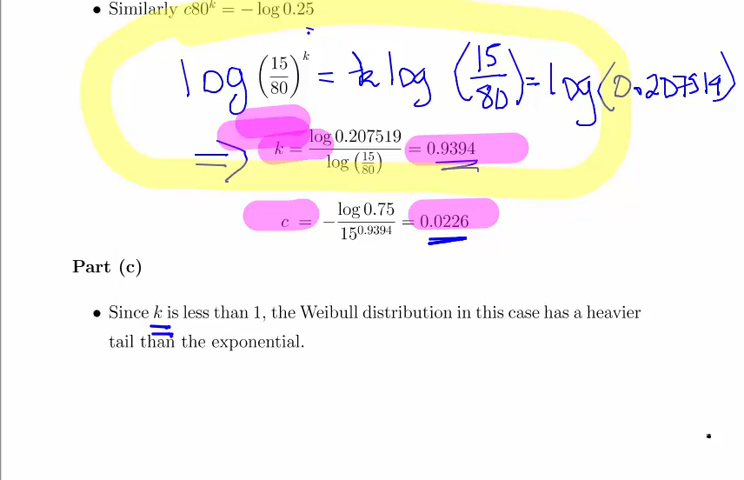 • Similarly c80^k = − log 0.25
log (15/80)^k = k log (15/80) = log(0.207519)
⇒ k = log 0.207519 / log (15/80) = 0.9394
c = − log 0.75 / 15^0.9394 = 0.0226
Part (c)
• Since k is less than 1, the Weibull distribution in this case has a heavier
tail than the exponential.